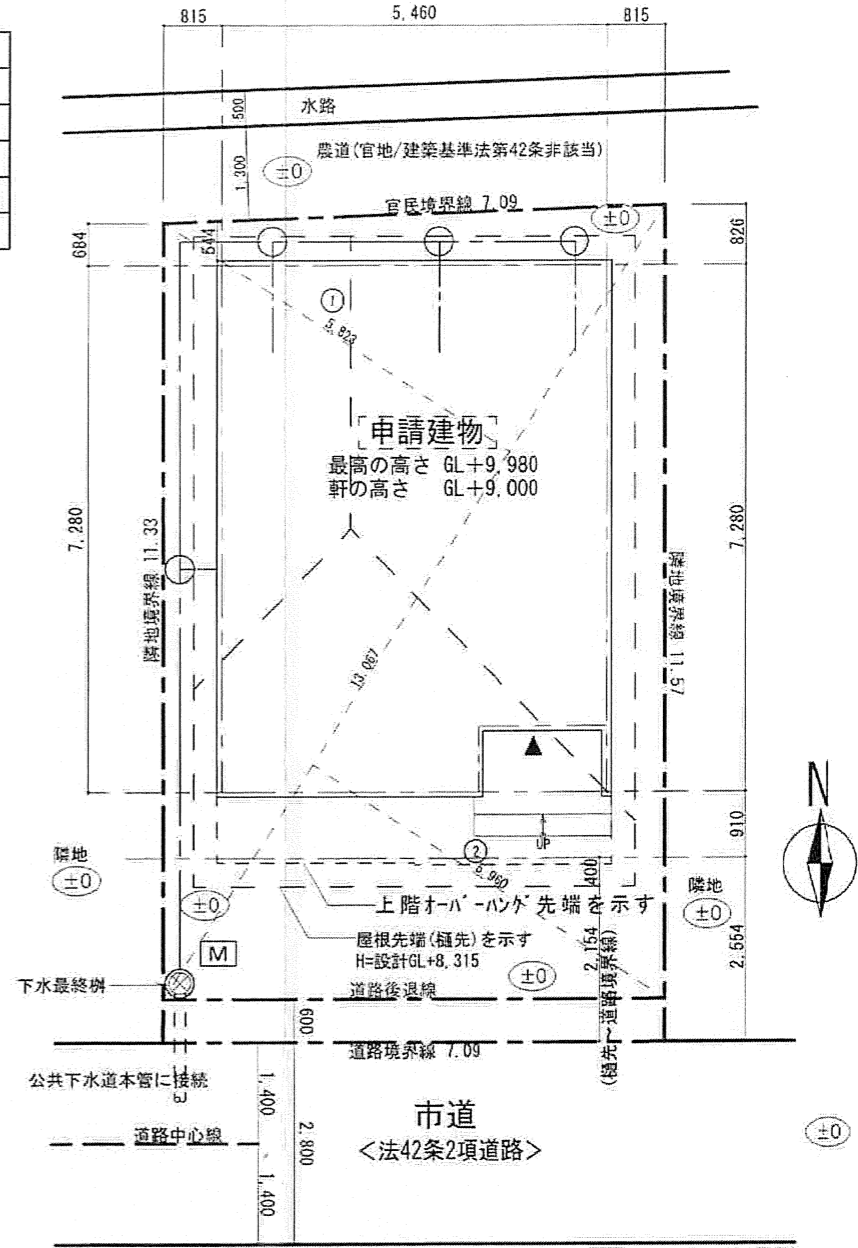 815
5,460
815
500
水路
農道(官地/建築基準法第42条非該当)
1,300
±0
官民境界線 7.09
±0
684
544
826
1
5,823
申請建物
最高の高さ GL+9,980
軒の高さ GL+9,000
7,280
7,280
隣地境界線 11.33
隣地境界線 11.57
13.067
N
910
UP
2
6,960
400
隣地
±0
隣地
±0
±0
上階オーバーハング先端を示す
屋根先端(樋先)を示す
H=設計GL+8,315
M
±0
2,154
(樋先~道路境界線)
2,554
下水最終桝
道路後退線
600
道路境界線 7.09
公共下水道本管に接続
1,400
市道
<法42条2項道路>
±0
道路中心線
2,800
1,400